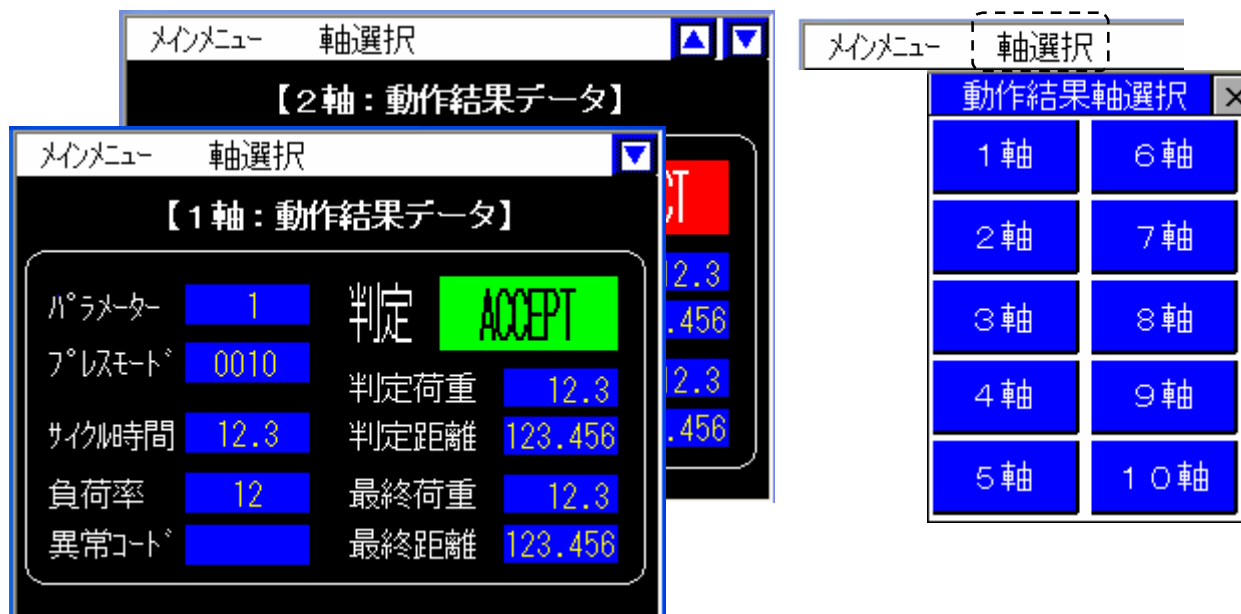 メインメニュー 軸選択 ▲ ▼
【2軸：動作結果データ】
CT
12.3
.456
12.3
.456
メインメニュー 軸選択 ▼
【1軸：動作結果データ】
ﾊﾟﾗﾒｰﾀｰ 1 判定 ACCEPT
ﾌﾟﾚｽﾓｰﾄﾞ 0010
判定荷重 12.3
ｻｲｸﾙ時間 12.3 判定距離 123.456
負荷率 12 最終荷重 12.3
異常ｺｰﾄﾞ 最終距離 123.456
メインメニュー 軸選択
動作結果軸選択 ×
1軸 6軸
2軸 7軸
3軸 8軸
4軸 9軸
5軸 10軸